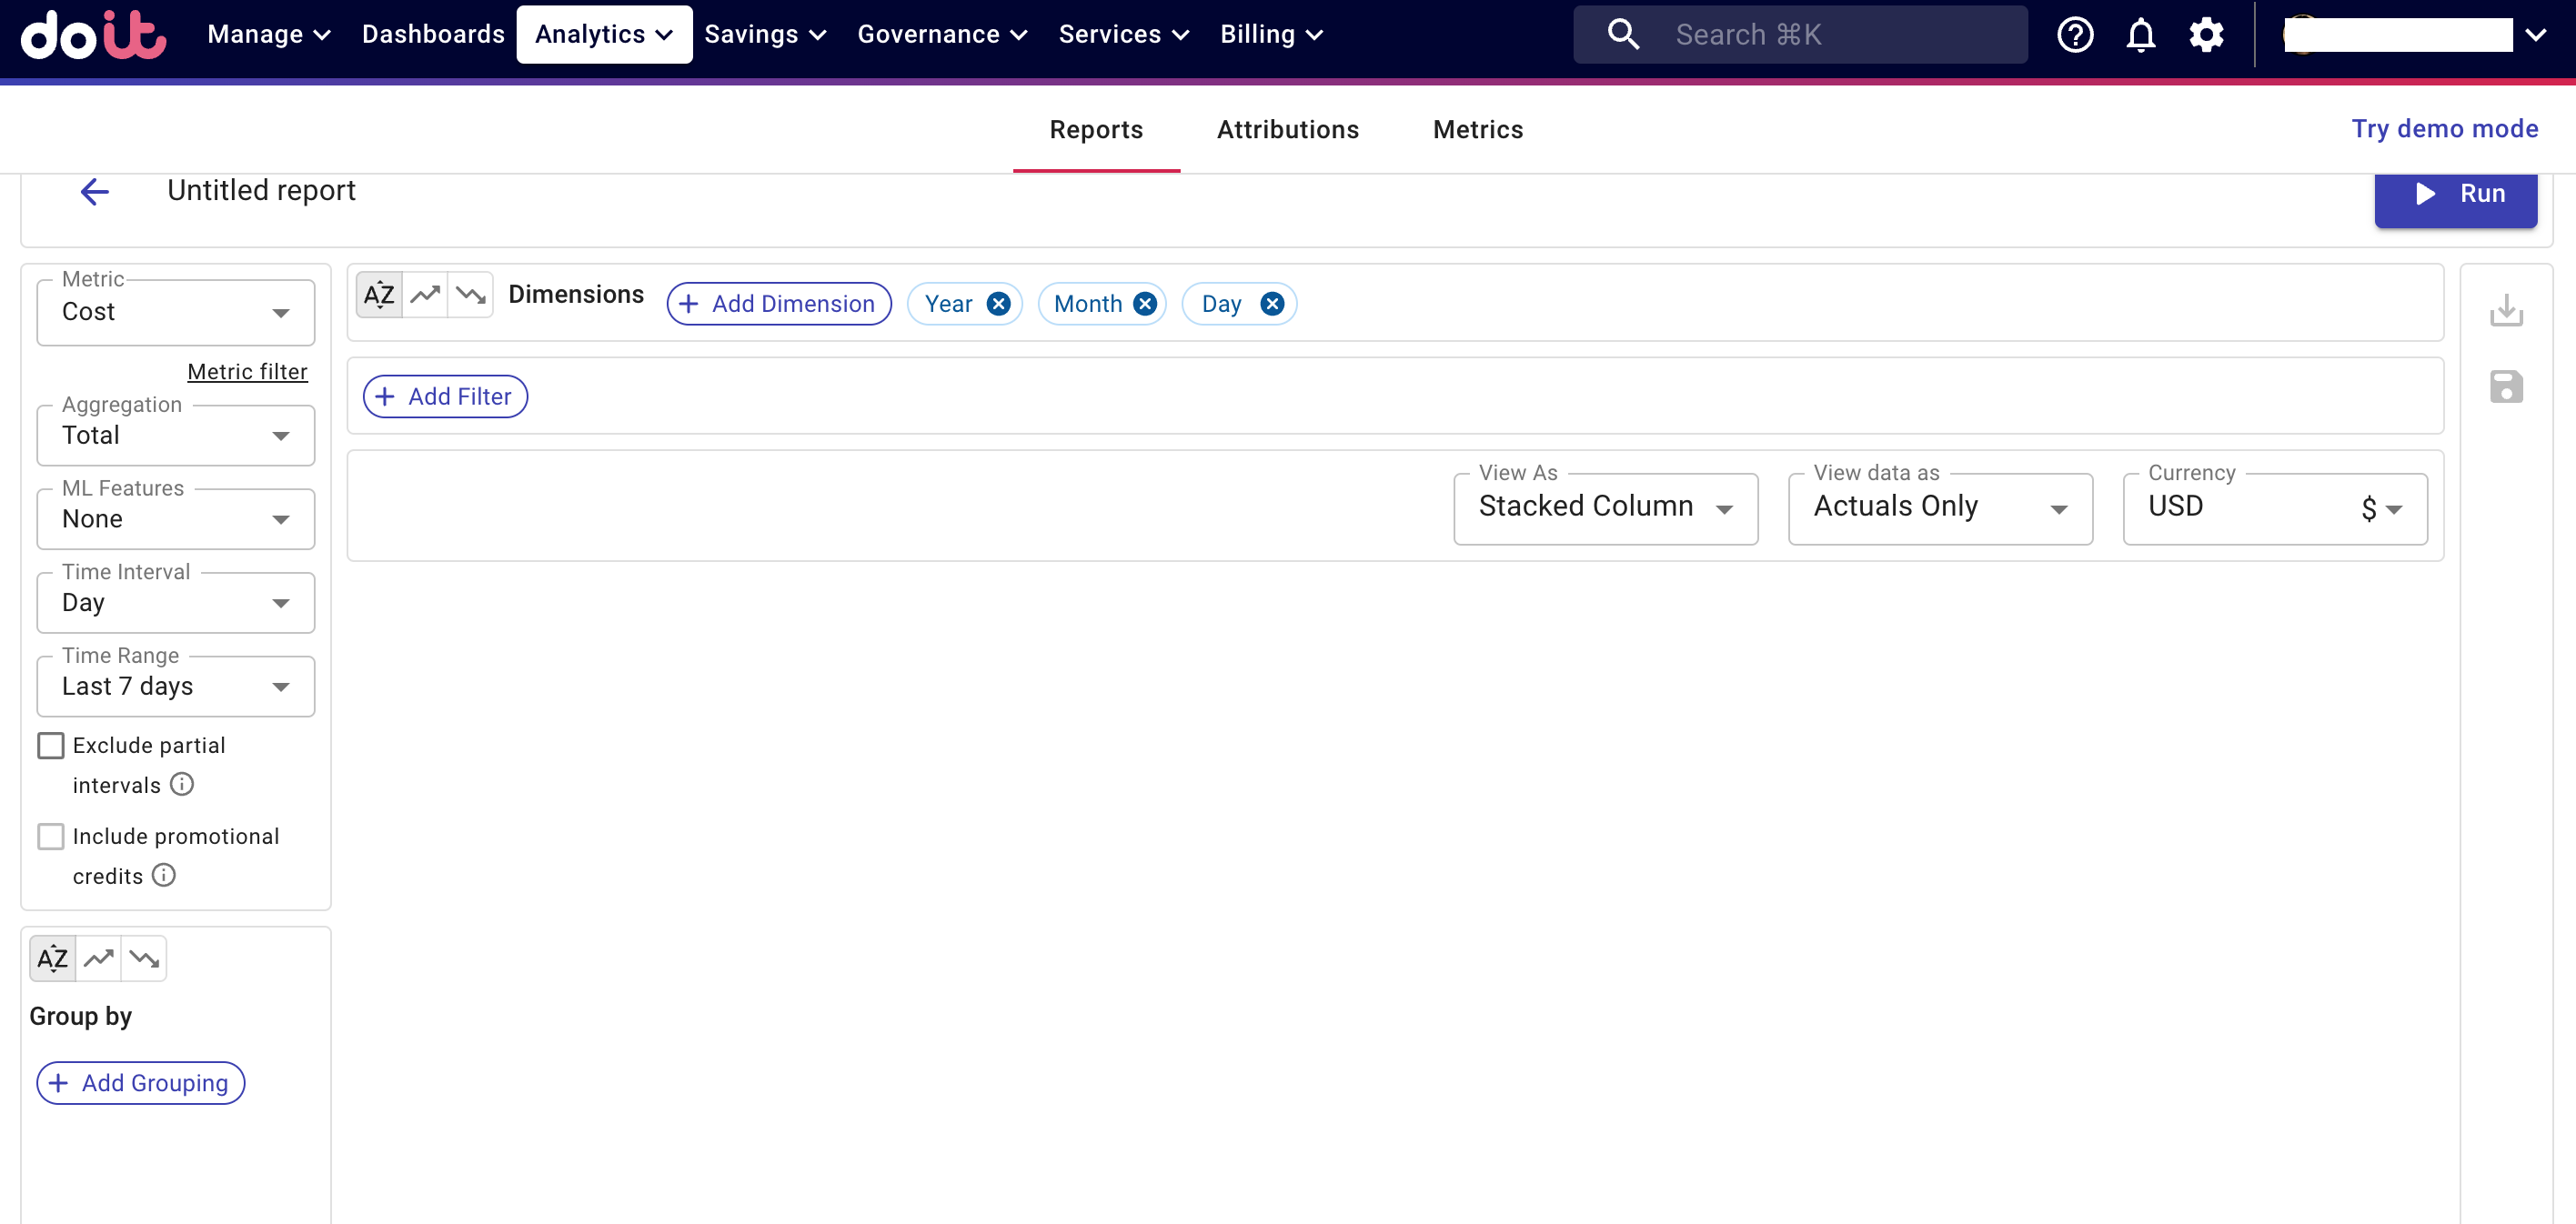 doit Manage Dashboards Analytics Savings Governance Services Billing Search ⌘K
Reports Attributions Metrics Try demo mode
Untitled report Run
Metric
Cost
Metric filter
Aggregation
Total
ML Features
None
Time Interval
Day
Time Range
Last 7 days
Exclude partial
intervals
Include promotional
credits
AZ
Group by
+ Add Grouping
AZ Dimensions + Add Dimension Year Month Day
+ Add Filter
View As
Stacked Column
View data as
Actuals Only
Currency
USD $